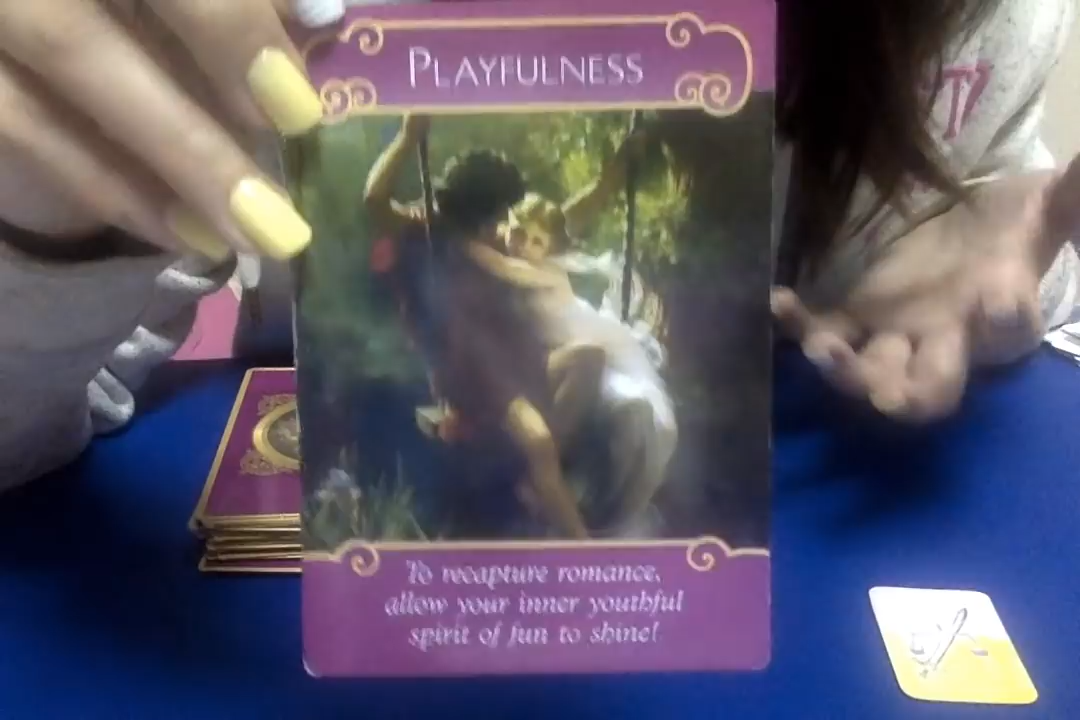 PLAYFULNESS
To recapture romance,
allow your inner youthful
spirit of fun to shine!